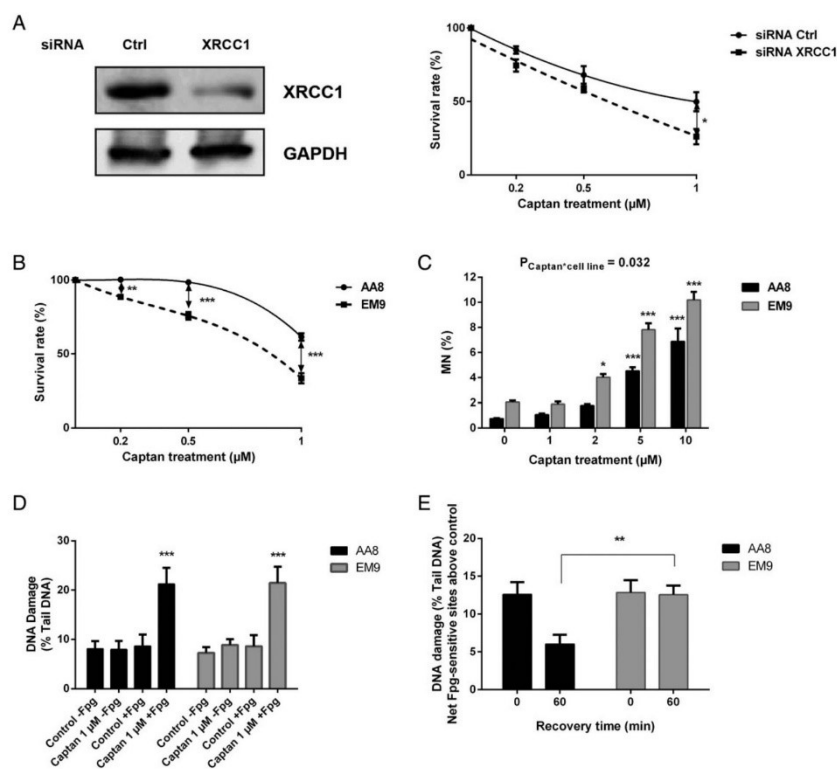 A
siRNA Ctrl XRCC1
XRCC1
GAPDH
Survival rate (%)
100
50
0
0.2 0.5 1
Captan treatment (µM)
siRNA Ctrl
siRNA XRCC1
*
B
Survival rate (%)
100
50
0
0.2 0.5 1
Captan treatment (µM)
AA8
EM9
**
***
***
C
P Captan*cell line = 0.032
MN (%)
12
10
8
6
4
2
0
0 1 2 5 10
Captan treatment (µM)
AA8
EM9
*
***
***
***
***
D
DNA Damage
(% Tail DNA)
30
20
10
0
Control -Fpg
Captan 1 µM -Fpg
Control +Fpg
Captan 1 µM +Fpg
Control -Fpg
Captan 1 µM -Fpg
Control +Fpg
Captan 1 µM +Fpg
***
***
AA8
EM9
E
DNA damage (% Tail DNA)
Net Fpg-sensitive sites above control
20
15
10
5
0
**
0 60 0 60
Recovery time (min)
AA8
EM9